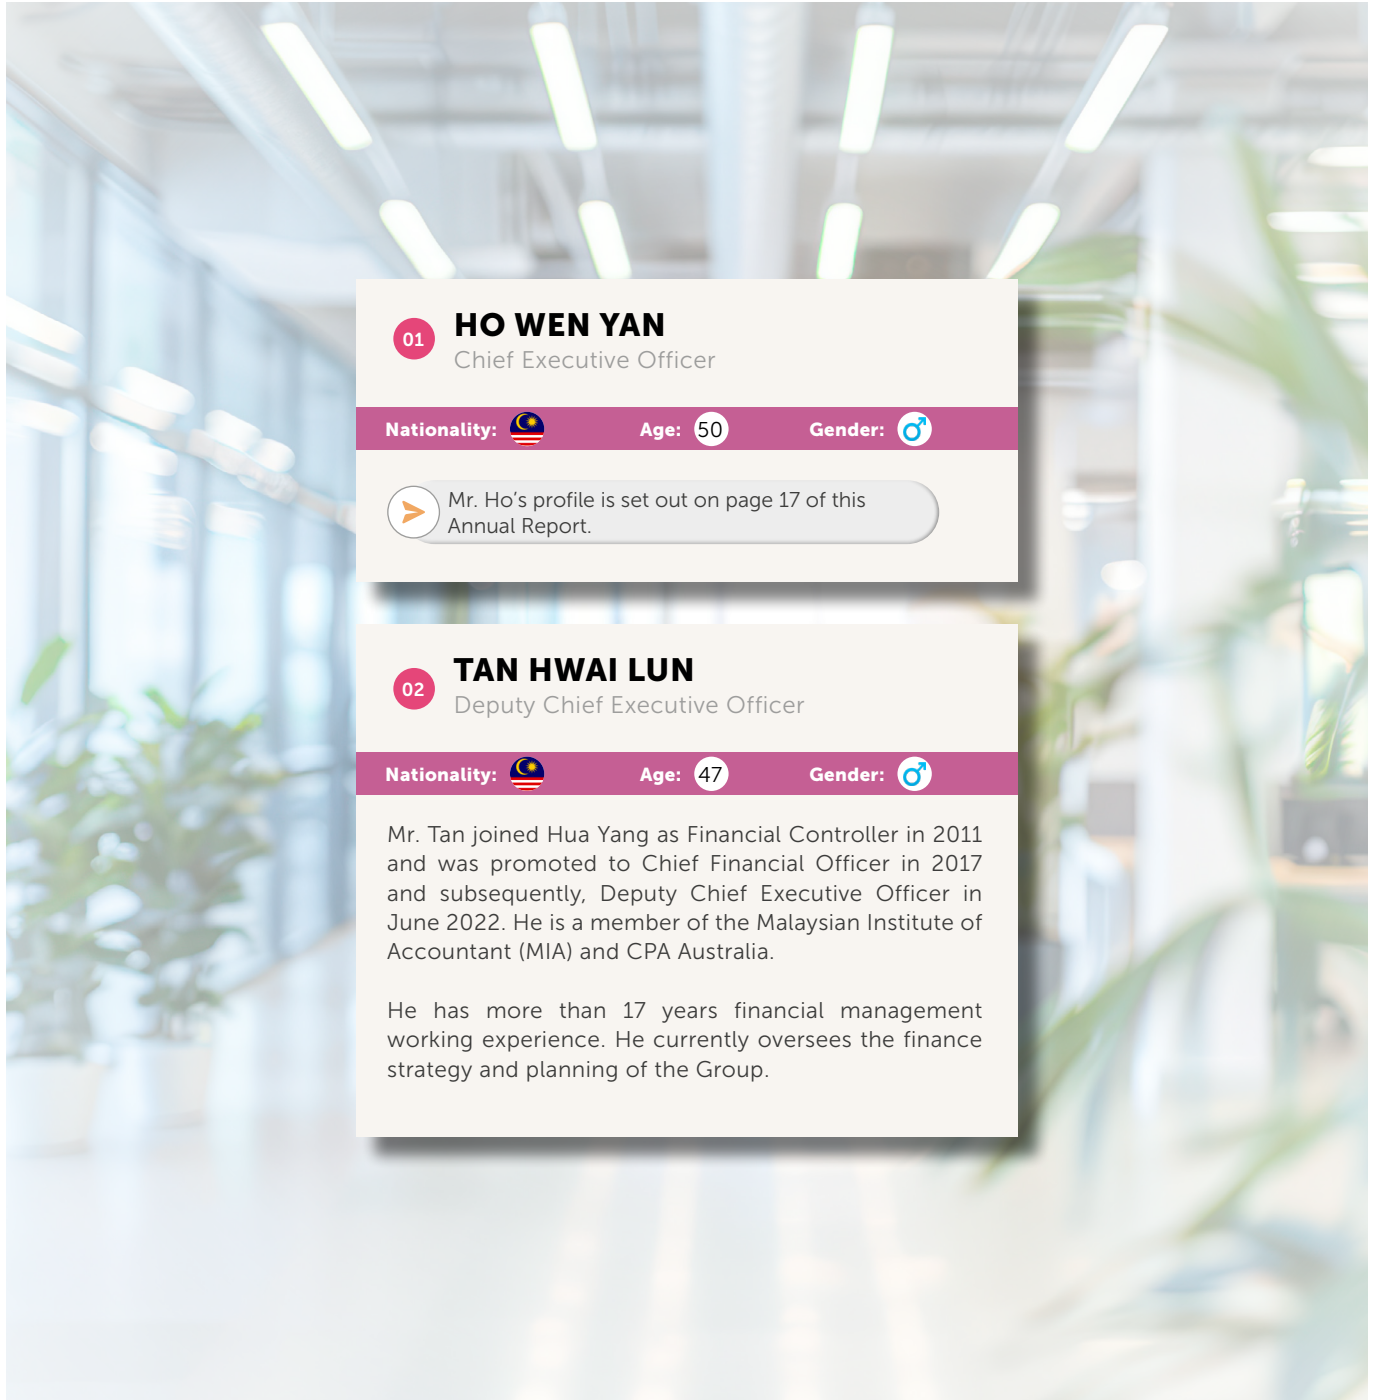 01
HO WEN YAN
Chief Executive Officer
Nationality: Age: 50 Gender:
Mr. Ho’s profile is set out on page 17 of this
Annual Report.
02
TAN HWAI LUN
Deputy Chief Executive Officer
Nationality: Age: 47 Gender:
Mr. Tan joined Hua Yang as Financial Controller in 2011
and was promoted to Chief Financial Officer in 2017
and subsequently, Deputy Chief Executive Officer in
June 2022. He is a member of the Malaysian Institute of
Accountant (MIA) and CPA Australia.
He has more than 17 years financial management
working experience. He currently oversees the finance
strategy and planning of the Group.